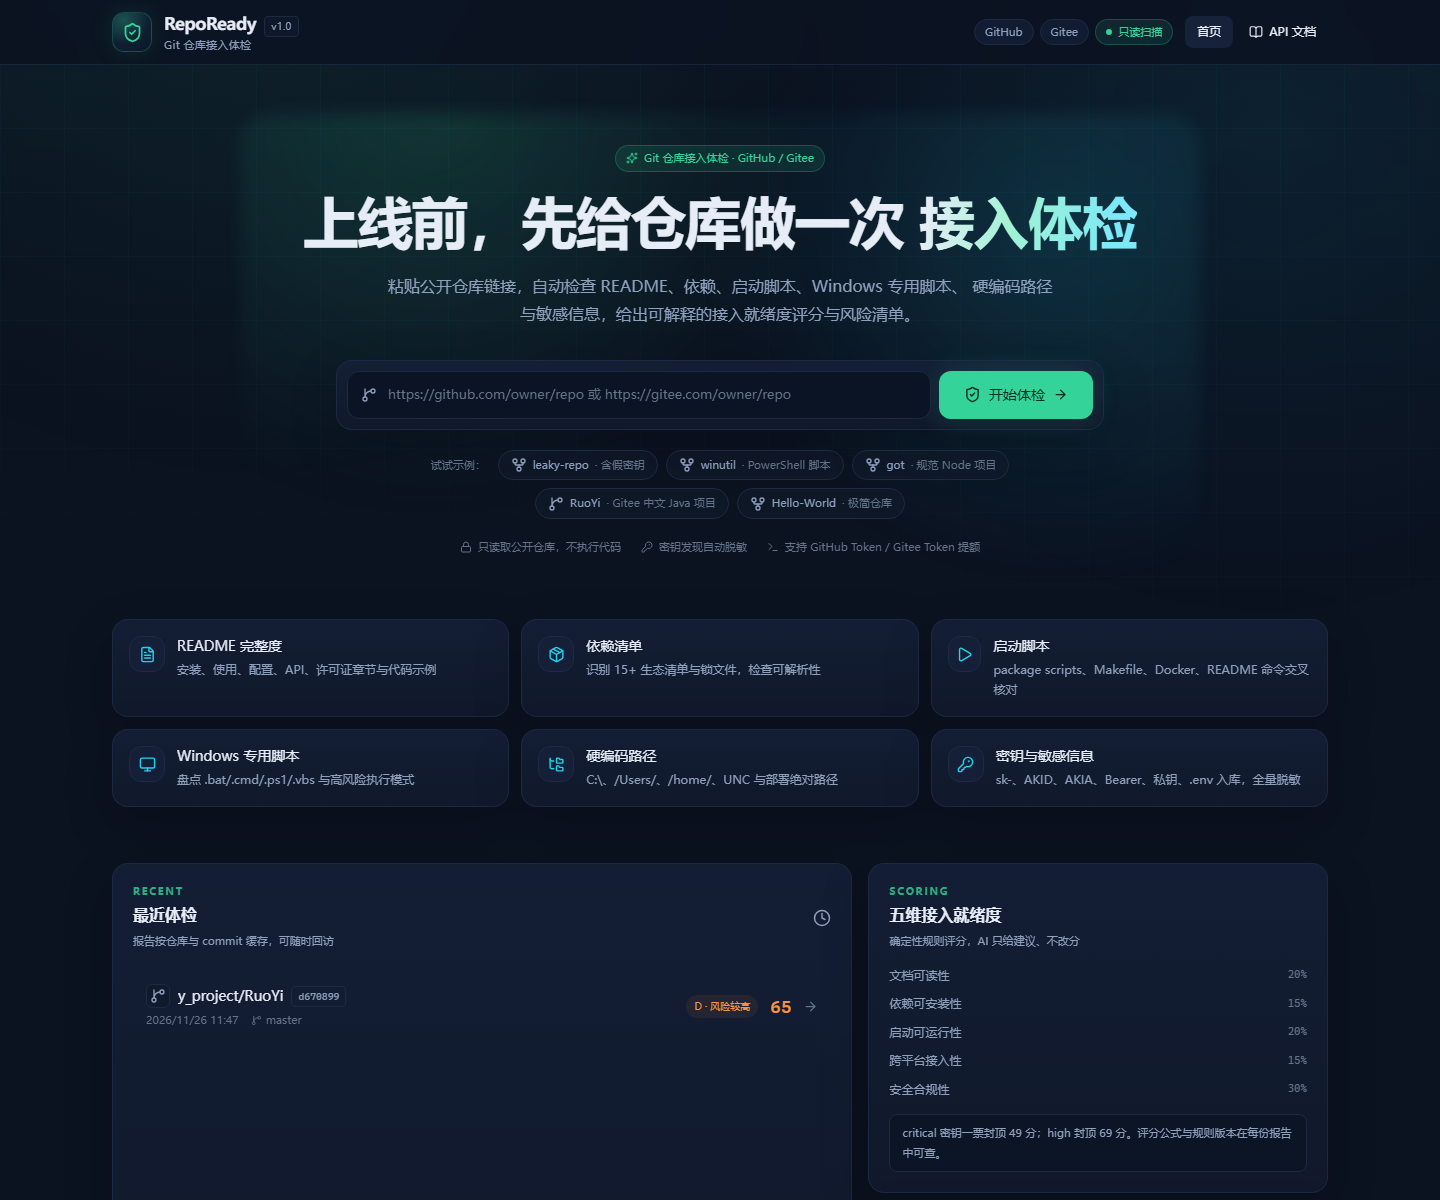 RepoReady v1.0
Git 仓库接入体检
GitHub Gitee 只读扫描 首页 API 文档
Git 仓库接入体检 · GitHub / Gitee
上线前，先给仓库做一次 接入体检
粘贴公开仓库链接，自动检查 README、依赖、启动脚本、Windows 专用脚本、 硬编码路径
与敏感信息，给出可解释的接入就绪度评分与风险清单。
https://github.com/owner/repo 或 https://gitee.com/owner/repo
开始体检
试试示例： leaky-repo · 含假密钥 winutil · PowerShell 脚本 got · 规范 Node 项目
RuoYi · Gitee 中文 Java 项目 Hello-World · 极简仓库
只读取公开仓库，不执行代码 密钥发现自动脱敏 支持 GitHub Token / Gitee Token 提额
README 完整度
安装、使用、配置、API、许可证章节与代码示例
依赖清单
识别 15+ 生态清单与锁文件，检查可解析性
启动脚本
package scripts、Makefile、Docker、README 命令交叉
核对
Windows 专用脚本
盘点 .bat/.cmd/.ps1/.vbs 与高风险执行模式
硬编码路径
C:\、/Users/、/home/、UNC 与部署绝对路径
密钥与敏感信息
sk-、AKID、AKIA、Bearer、私钥、.env 入库，全量脱敏
RECENT
最近体检
报告按仓库与 commit 缓存，可随时回访
y_project/RuoYi d670899
2026/11/26 11:47 master
D · 风险较高 65
SCORING
五维接入就绪度
确定性规则评分，AI 只给建议、不改分
文档可读性 20%
依赖可安装性 15%
启动可运行性 20%
跨平台接入性 15%
安全合规性 30%
critical 密钥一票封顶 49 分；high 封顶 69 分。评分公式与规则版本在每份报告
中可查。